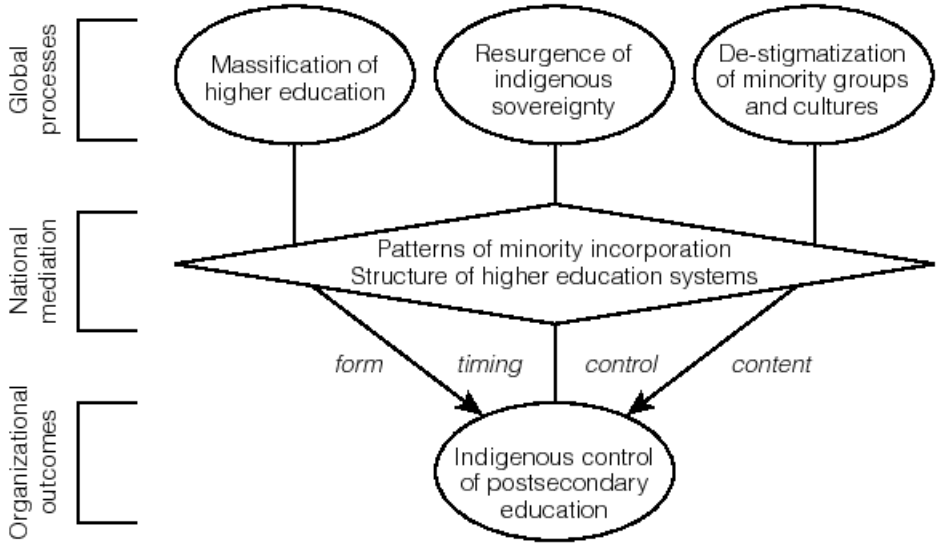 Global
processes
Massification of
higher education
Resurgence of
indigenous
sovereignty
De-stigmatization
of minority groups
and cultures
National
mediation
Patterns of minority incorporation
Structure of higher education systems
form
timing
control
content
Organizational
outcomes
Indigenous control
of postsecondary
education